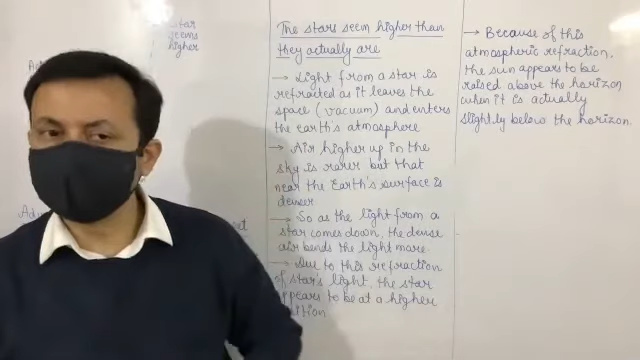 star
seems
higher
The stars seem higher than
they actually are
→ Light from a star is
refracted as it leaves the
space (vacuum) and enters
the earth's atmosphere
→ Air higher up in the
sky is rarer but that
near the Earth's surface is
denser
→ So as the light from a
star comes down, the dense
air bends the light more.
→ Due to this refraction
of star's light, the star
appears to be at a higher
→ Because of this
atmospheric refraction,
the sun appears to be
raised above the horizon
when it is actually
slightly below the horizon.